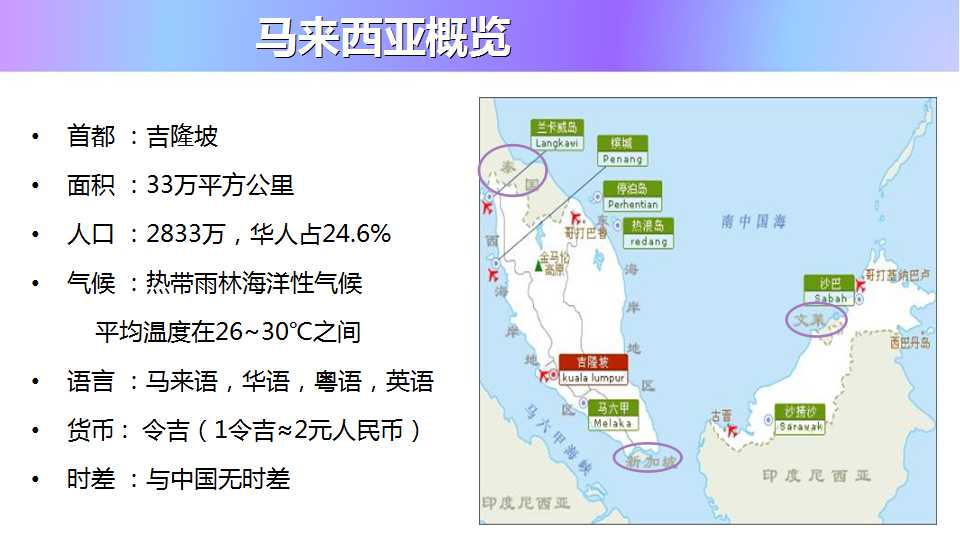 马来西亚概览
• 首都 ：吉隆坡
• 面积 ：33万平方公里
• 人口 ：2833万，华人占24.6%
• 气候 ：热带雨林海洋性气候
平均温度在26~30℃之间
• 语言 ：马来语，华语，粤语，英语
• 货币： 令吉（1令吉≈2元人民币）
• 时差 ：与中国无时差
兰卡威岛
Langkawi
槟城
Penang
泰国
停泊岛
Perhentian
热浪岛
redang
哥打巴鲁
金马伦
高原
西海岸地区
东海岸地区
南中国海
吉隆坡
kuala lumpur
马六甲
Melaka
马六甲海峡
新加坡
印度尼西亚
沙巴
Sabah
哥打基纳巴卢
文莱
西巴丹岛
古晋
沙捞沙
Sarawak
印度尼西亚